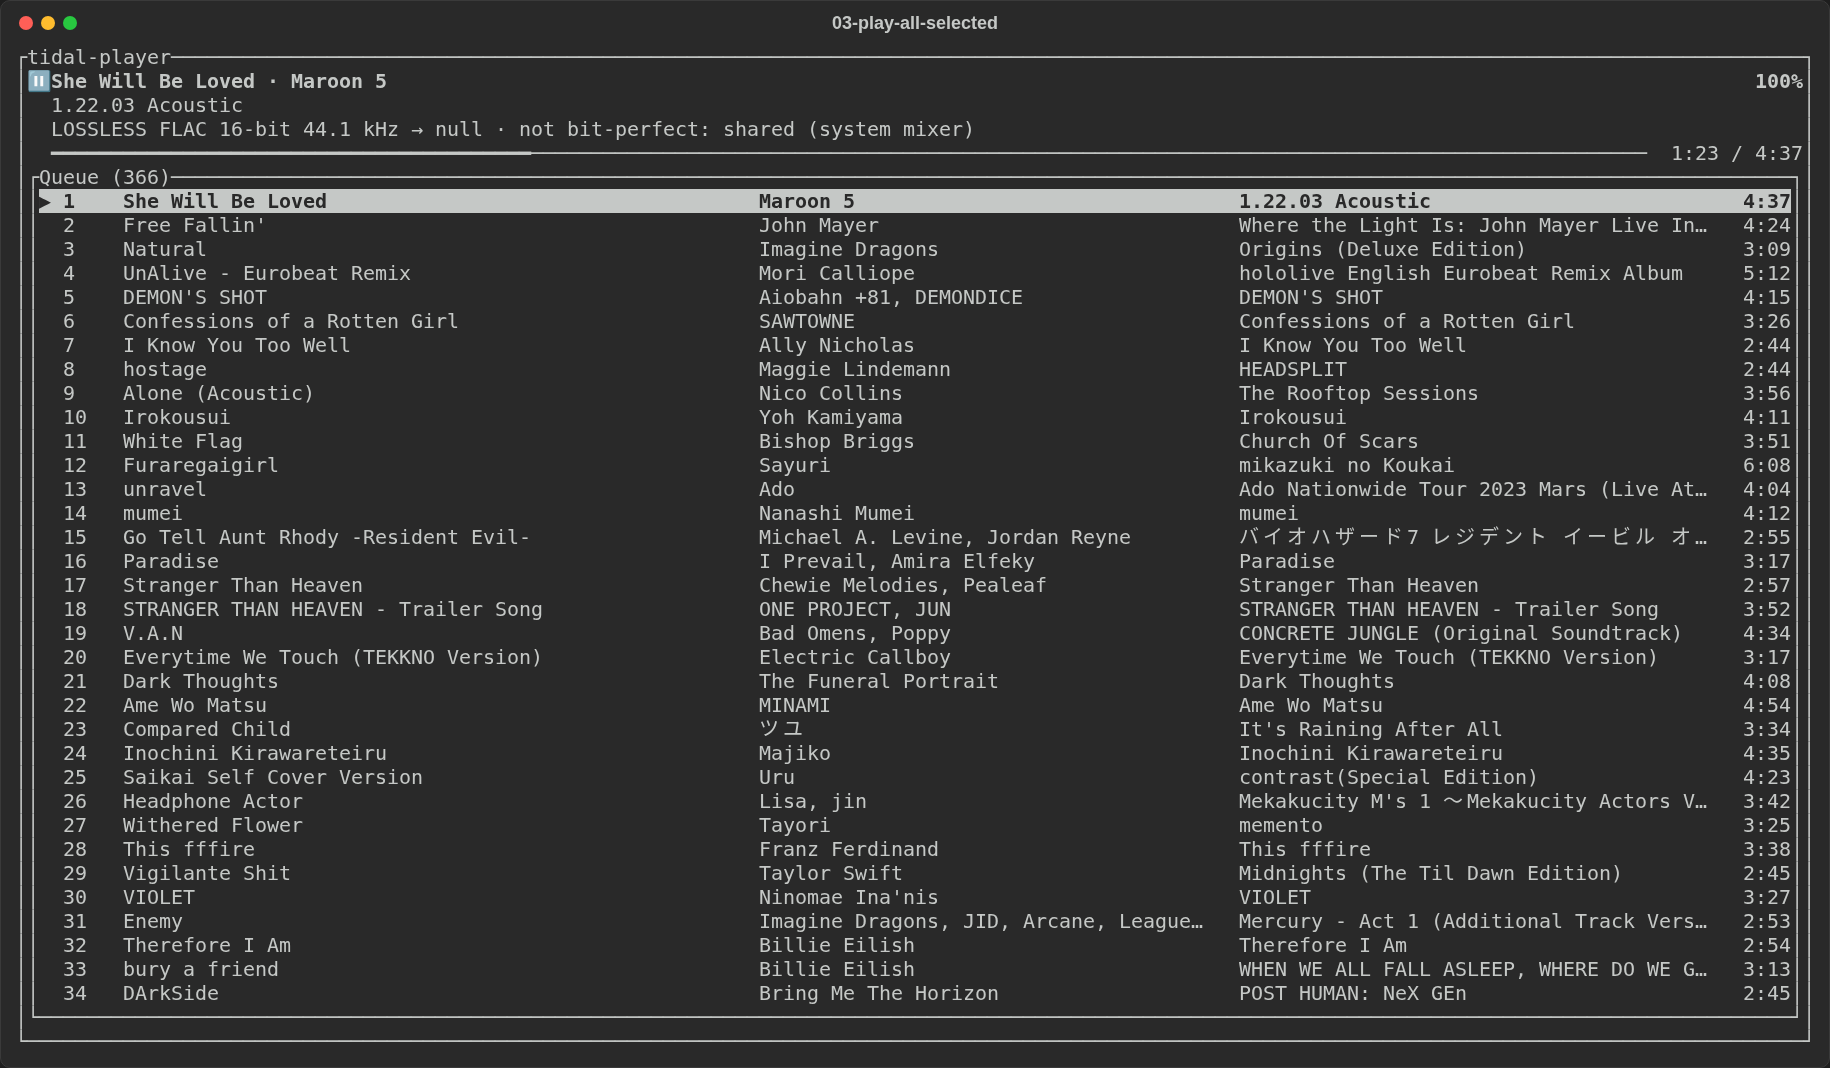 03-play-all-selected
tidal-player
⏸She Will Be Loved · Maroon 5 100%
1.22.03 Acoustic
LOSSLESS FLAC 16-bit 44.1 kHz → null · not bit-perfect: shared (system mixer)
1:23 / 4:37
Queue (366)
▶ 1 She Will Be Loved Maroon 5 1.22.03 Acoustic 4:37
2 Free Fallin' John Mayer Where the Light Is: John Mayer Live In… 4:24
3 Natural Imagine Dragons Origins (Deluxe Edition) 3:09
4 UnAlive - Eurobeat Remix Mori Calliope hololive English Eurobeat Remix Album 5:12
5 DEMON'S SHOT Aiobahn +81, DEMONDICE DEMON'S SHOT 4:15
6 Confessions of a Rotten Girl SAWTOWNE Confessions of a Rotten Girl 3:26
7 I Know You Too Well Ally Nicholas I Know You Too Well 2:44
8 hostage Maggie Lindemann HEADSPLIT 2:44
9 Alone (Acoustic) Nico Collins The Rooftop Sessions 3:56
10 Irokousui Yoh Kamiyama Irokousui 4:11
11 White Flag Bishop Briggs Church Of Scars 3:51
12 Furaregaigirl Sayuri mikazuki no Koukai 6:08
13 unravel Ado Ado Nationwide Tour 2023 Mars (Live At… 4:04
14 mumei Nanashi Mumei mumei 4:12
15 Go Tell Aunt Rhody -Resident Evil- Michael A. Levine, Jordan Reyne バイオハザード7 レジデント イービル オ… 2:55
16 Paradise I Prevail, Amira Elfeky Paradise 3:17
17 Stranger Than Heaven Chewie Melodies, Pealeaf Stranger Than Heaven 2:57
18 STRANGER THAN HEAVEN - Trailer Song ONE PROJECT, JUN STRANGER THAN HEAVEN - Trailer Song 3:52
19 V.A.N Bad Omens, Poppy CONCRETE JUNGLE (Original Soundtrack) 4:34
20 Everytime We Touch (TEKKNO Version) Electric Callboy Everytime We Touch (TEKKNO Version) 3:17
21 Dark Thoughts The Funeral Portrait Dark Thoughts 4:08
22 Ame Wo Matsu MINAMI Ame Wo Matsu 4:54
23 Compared Child ツユ It's Raining After All 3:34
24 Inochini Kirawareteiru Majiko Inochini Kirawareteiru 4:35
25 Saikai Self Cover Version Uru contrast(Special Edition) 4:23
26 Headphone Actor Lisa, jin Mekakucity M's 1 ～Mekakucity Actors V… 3:42
27 Withered Flower Tayori memento 3:25
28 This fffire Franz Ferdinand This fffire 3:38
29 Vigilante Shit Taylor Swift Midnights (The Til Dawn Edition) 2:45
30 VIOLET Ninomae Ina'nis VIOLET 3:27
31 Enemy Imagine Dragons, JID, Arcane, League… Mercury - Act 1 (Additional Track Vers… 2:53
32 Therefore I Am Billie Eilish Therefore I Am 2:54
33 bury a friend Billie Eilish WHEN WE ALL FALL ASLEEP, WHERE DO WE G… 3:13
34 DArkSide Bring Me The Horizon POST HUMAN: NeX GEn 2:45